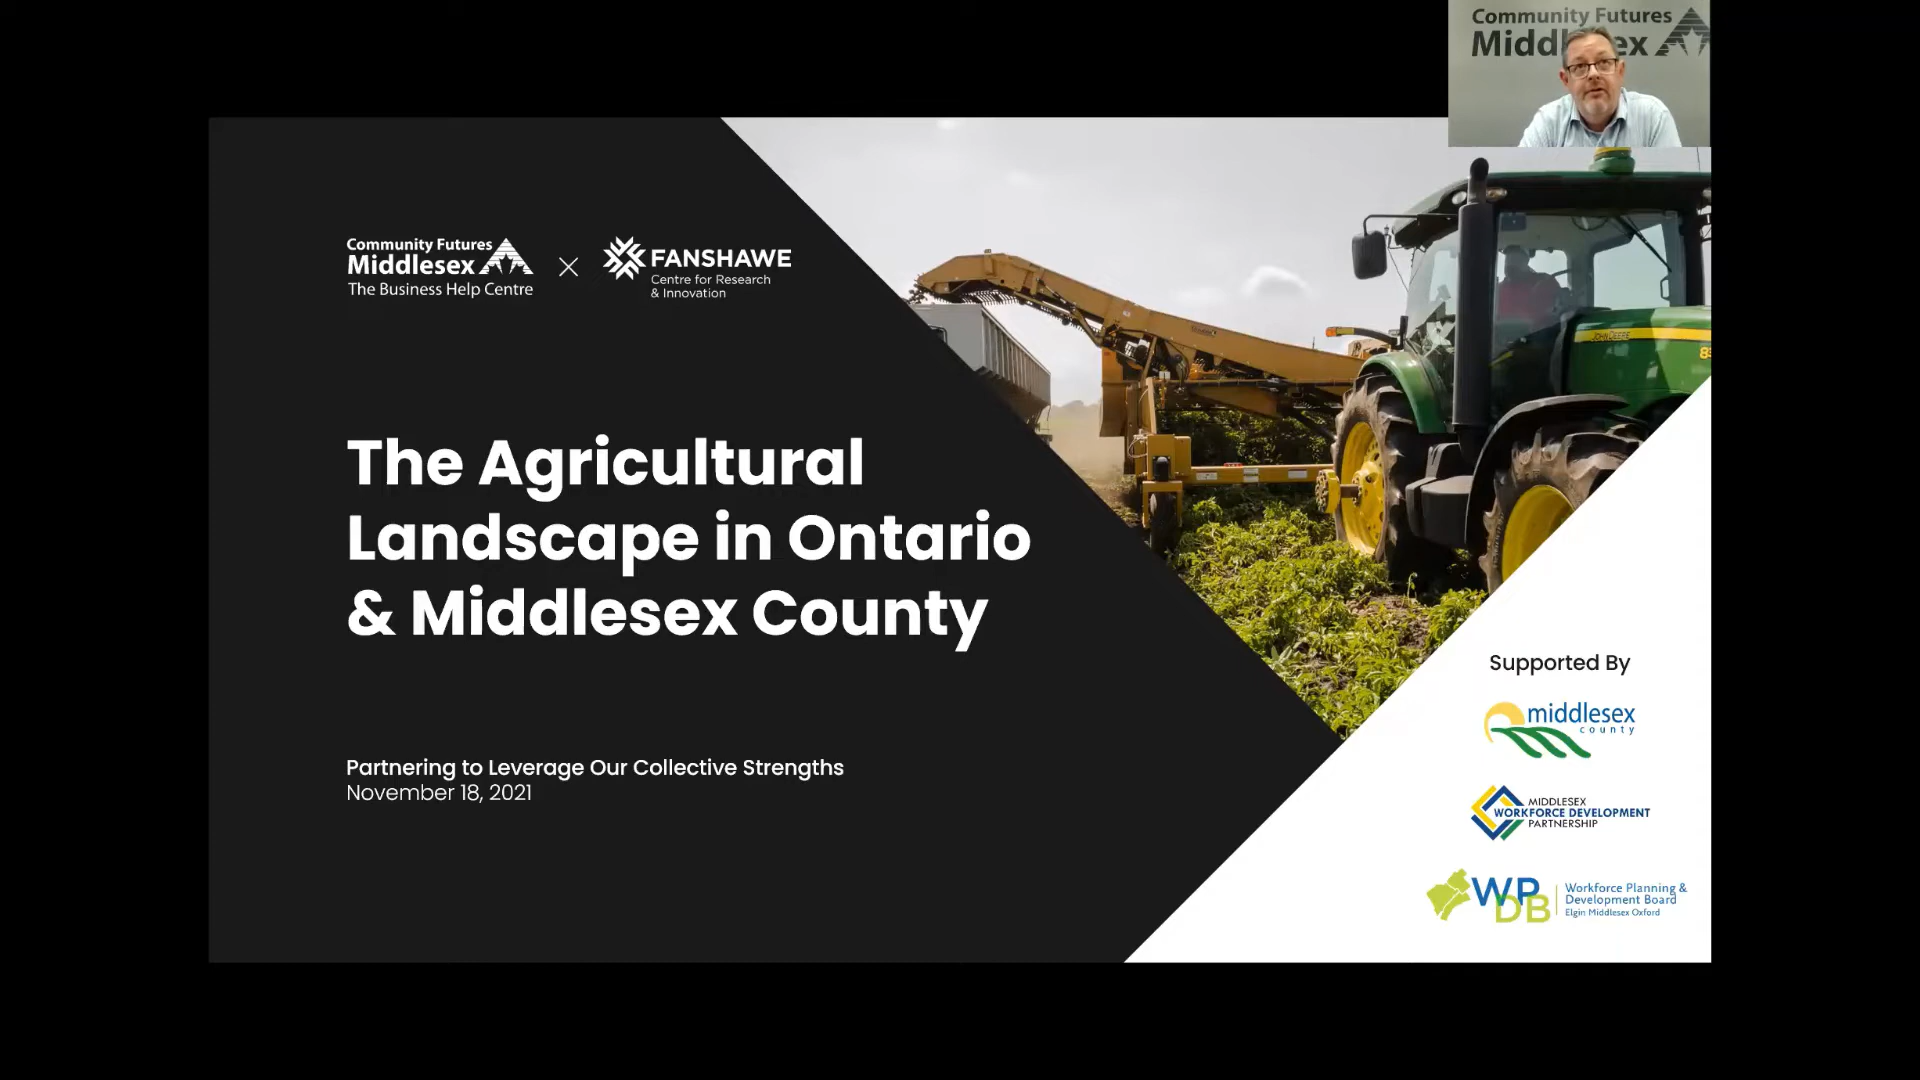 Community Futures
Middlesex
Community Futures
Middlesex
The Business Help Centre
×
FANSHAWE
Centre for Research
& Innovation
JOHN DEERE
The Agricultural
Landscape in Ontario
& Middlesex County
Partnering to Leverage Our Collective Strengths
November 18, 2021
Supported By
middlesex
county
MIDDLESEX
WORKFORCE DEVELOPMENT
PARTNERSHIP
WPDB
Workforce Planning &
Development Board
Elgin Middlesex Oxford